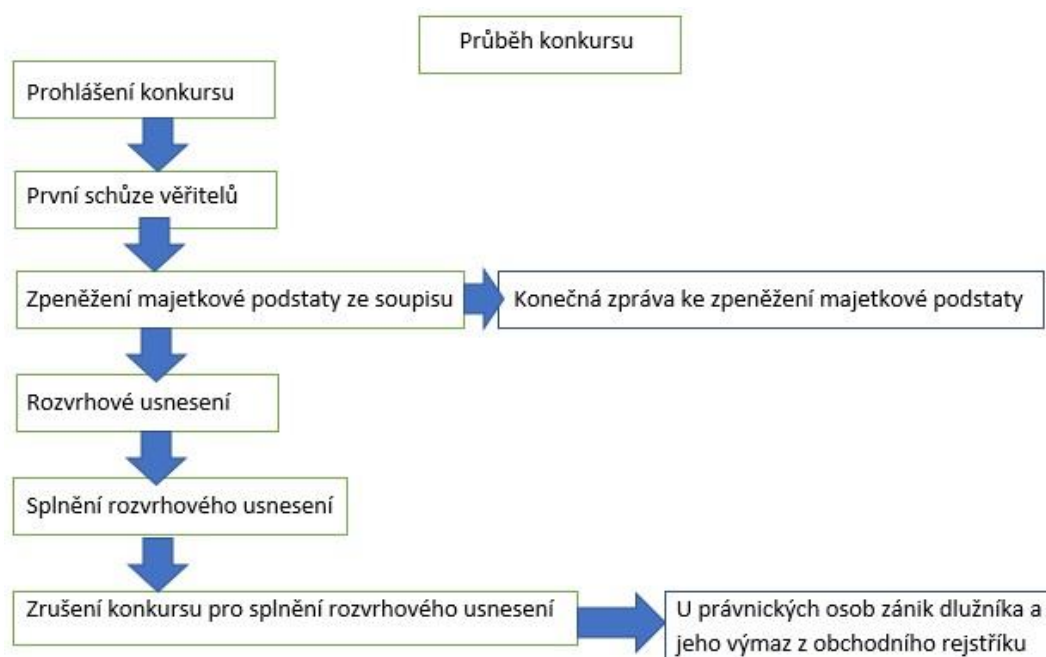 Průběh konkursu
Prohlášení konkursu
První schůze věřitelů
Zpeněžení majetkové podstaty ze soupisu
Konečná zpráva ke zpeněžení majetkové podstaty
Rozvrhové usnesení
Splnění rozvrhového usnesení
Zrušení konkursu pro splnění rozvrhového usnesení
U právnických osob zánik dlužníka a
jeho výmaz z obchodního rejstříku